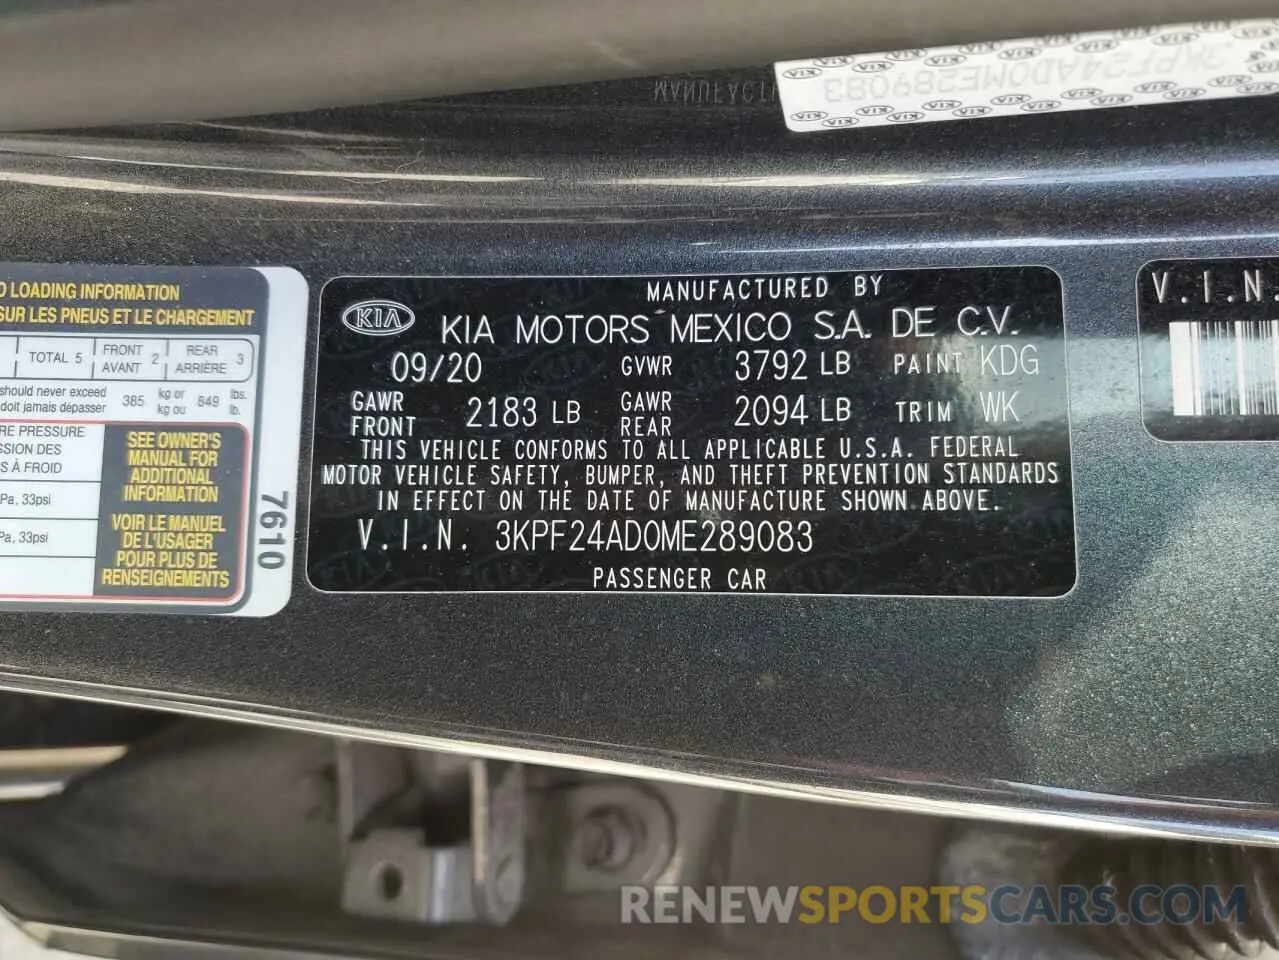 MANUFACTU
3KPF24AD0ME289083
O LOADING INFORMATION
SUR LES PNEUS ET LE CHARGEMENT
TOTAL 5
FRONT AVANT 2
REAR ARRIÈRE 3
should never exceed
doit jamais dépasser
385
kg or
kg ou
849
lbs.
lb.
RE PRESSURE
SSION DES
S À FROID
Pa, 33psi
Pa, 33psi
SEE OWNER'S
MANUAL FOR
ADDITIONAL
INFORMATION
VOIR LE MANUEL
DE L'USAGER
POUR PLUS DE
RENSEIGNEMENTS
7610
MANUFACTURED BY
KIA
KIA MOTORS MEXICO S.A. DE C.V.
09/20 GVWR 3792 LB PAINT KDG
GAWR FRONT 2183 LB GAWR REAR 2094 LB TRIM WK
THIS VEHICLE CONFORMS TO ALL APPLICABLE U.S.A. FEDERAL
MOTOR VEHICLE SAFETY, BUMPER, AND THEFT PREVENTION STANDARDS
IN EFFECT ON THE DATE OF MANUFACTURE SHOWN ABOVE.
V.I.N. 3KPF24AD0ME289083
PASSENGER CAR
V.I.N.
RENEWSPORTSCARS.COM